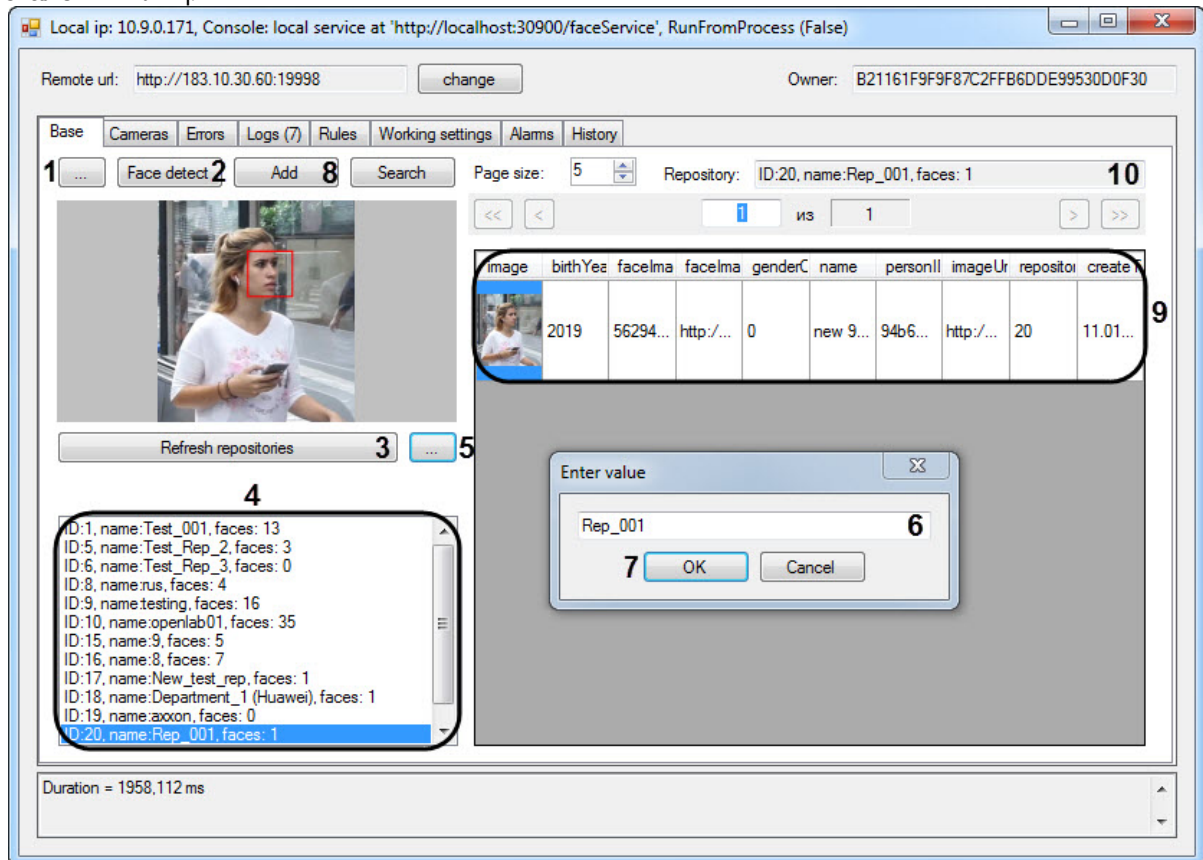 Local ip: 10.9.0.171, Console: local service at 'http://localhost:30900/faceService', RunFromProcess (False)
Remote url: http://183.10.30.60:19998 change Owner: B21161F9F9F87C2FFB6DDE99530D0F30
Base Cameras Errors Logs (7) Rules Working settings Alarms History
1 ... Face detect 2 Add 8 Search Page size: 5 Repository: ID:20, name:Rep_001, faces: 1 10
<< < 1 из 1 > >>
image birthYea faceIma faceIma genderC name personII imageUr repositor createT
2019 56294... http:/... 0 new 9... 94b6... http:/... 20 11.01... 9
Refresh repositories 3 ... 5
Enter value
4
Rep_001 6
7 OK Cancel
ID:1, name:Test_001, faces: 13
ID:5, name:Test_Rep_2, faces: 3
ID:6, name:Test_Rep_3, faces: 0
ID:8, name:rus, faces: 4
ID:9, name:testing, faces: 16
ID:10, name:openlab01, faces: 35
ID:15, name:9, faces: 5
ID:16, name:8, faces: 7
ID:17, name:New_test_rep, faces: 1
ID:18, name:Department_1 (Huawei), faces: 1
ID:19, name:axxon, faces: 0
ID:20, name:Rep_001, faces: 1
Duration = 1958,112 ms